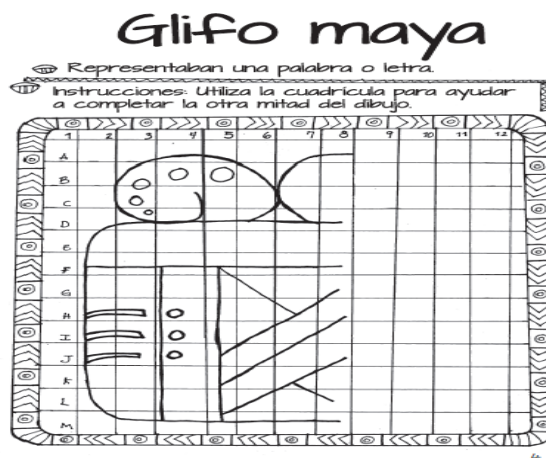 Glifo maya
Representaban una palabra o letra.
Instrucciones: Utiliza la cuadrícula para ayudar
a completar la otra mitad del dibujo.
1 2 3 4 5 6 7 8 9 10 11 12
A
B
C
D
E
F
G
H
I
J
K
L
M